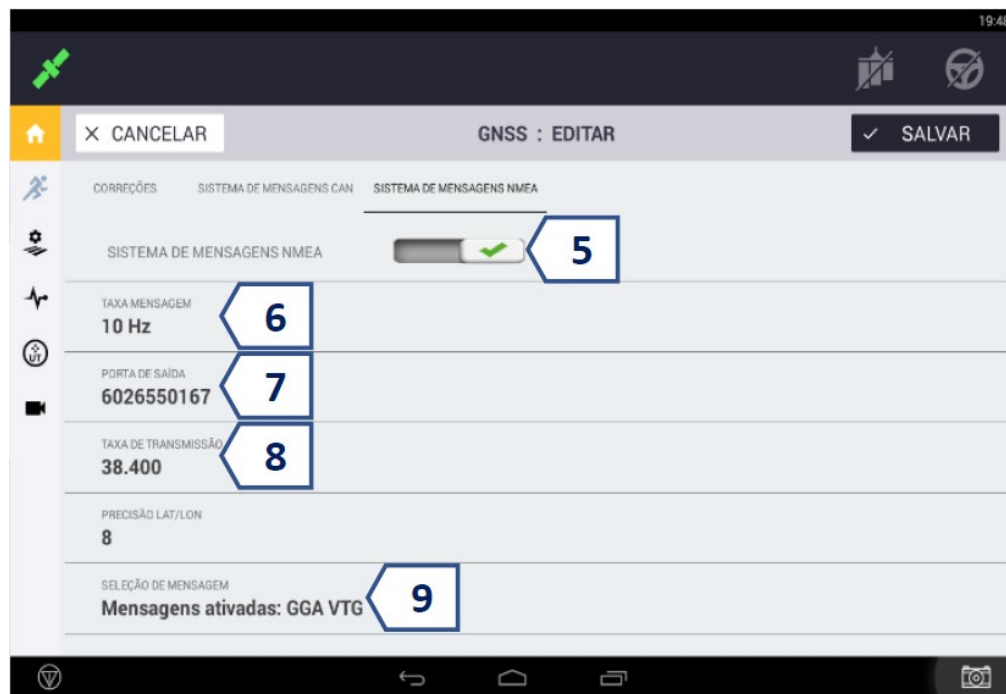 19:48
CANCELAR
GNSS : EDITAR
SALVAR
CORREÇÕES
SISTEMA DE MENSAGENS CAN
SISTEMA DE MENSAGENS NMEA
SISTEMA DE MENSAGENS NMEA
5
TAXA MENSAGEM
10 Hz
6
PORTA DE SAÍDA
6026550167
7
TAXA DE TRANSMISSÃO
38.400
8
PRECISÃO LAT/LON
8
SELEÇÃO DE MENSAGEM
Mensagens ativadas: GGA VTG
9
UT